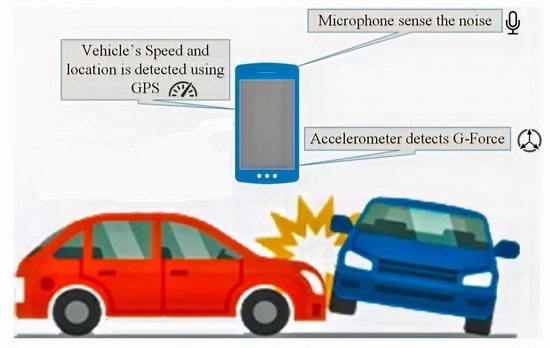 Microphone sense the noise
Vehicle's Speed and
location is detected using
GPS
Accelerometer detects G-Force